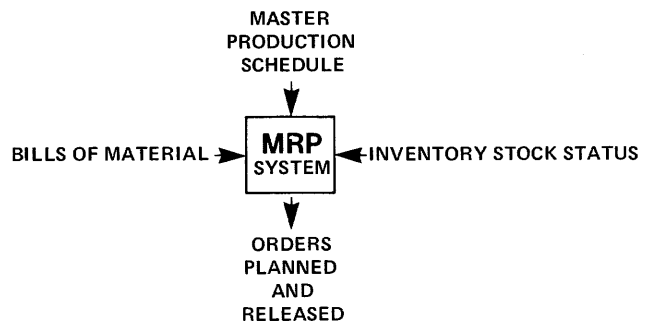 MASTER
PRODUCTION
SCHEDULE
BILLS OF MATERIAL
MRP
SYSTEM
INVENTORY STOCK STATUS
ORDERS
PLANNED
AND
RELEASED